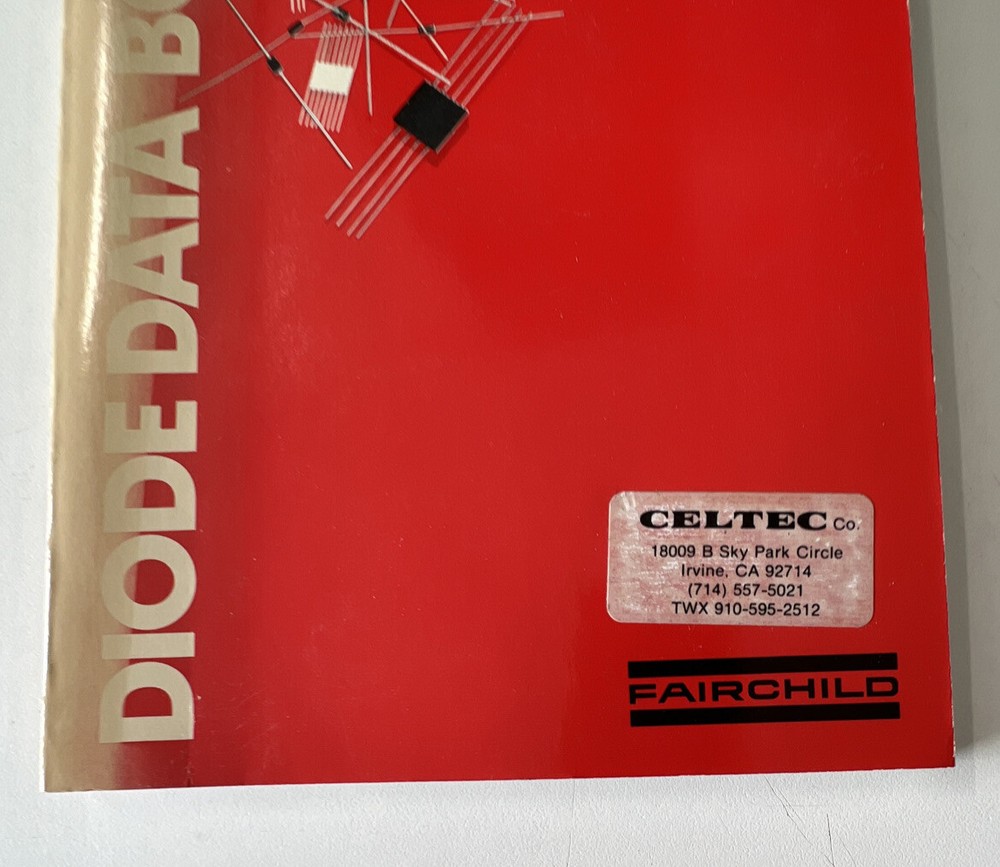 DIODE DATA
CELTEC Co.
18009 B Sky Park Circle
Irvine, CA 92714
(714) 557-5021
TWX 910-595-2512
FAIRCHILD